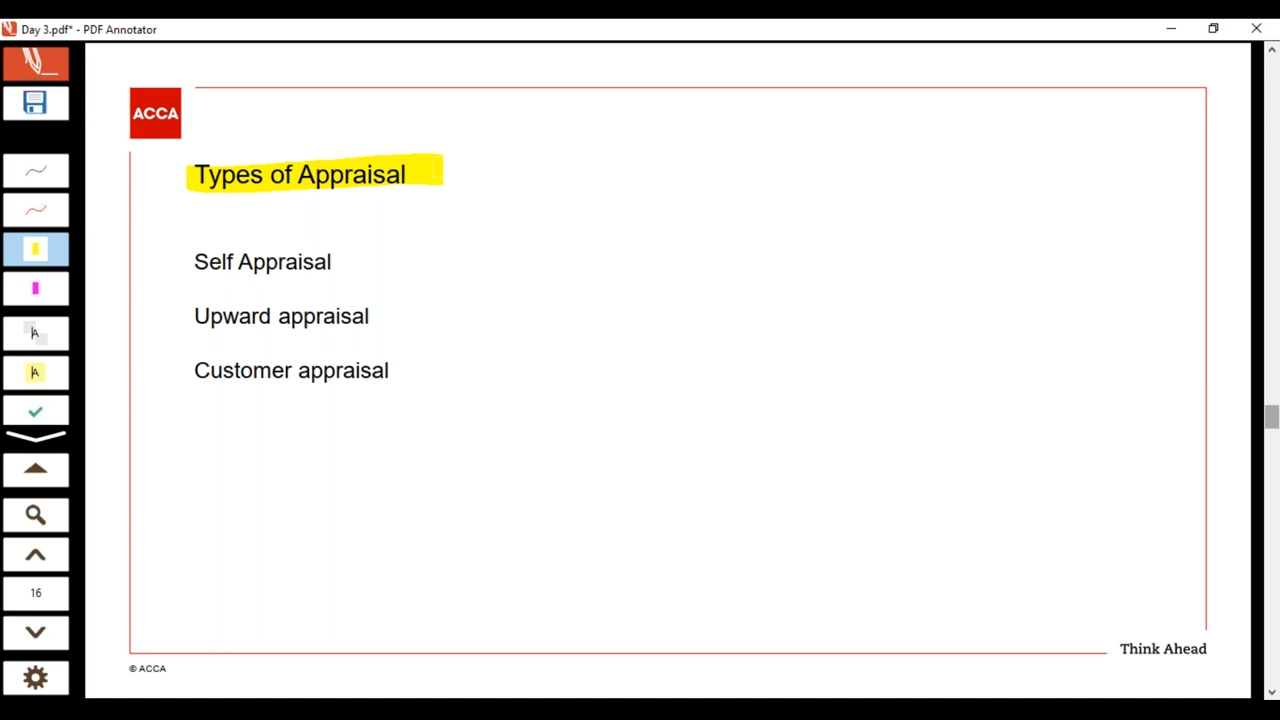 Day 3.pdf* - PDF Annotator
ACCA
Types of Appraisal
Self Appraisal
Upward appraisal
Customer appraisal
A
A
16
Think Ahead
© ACCA